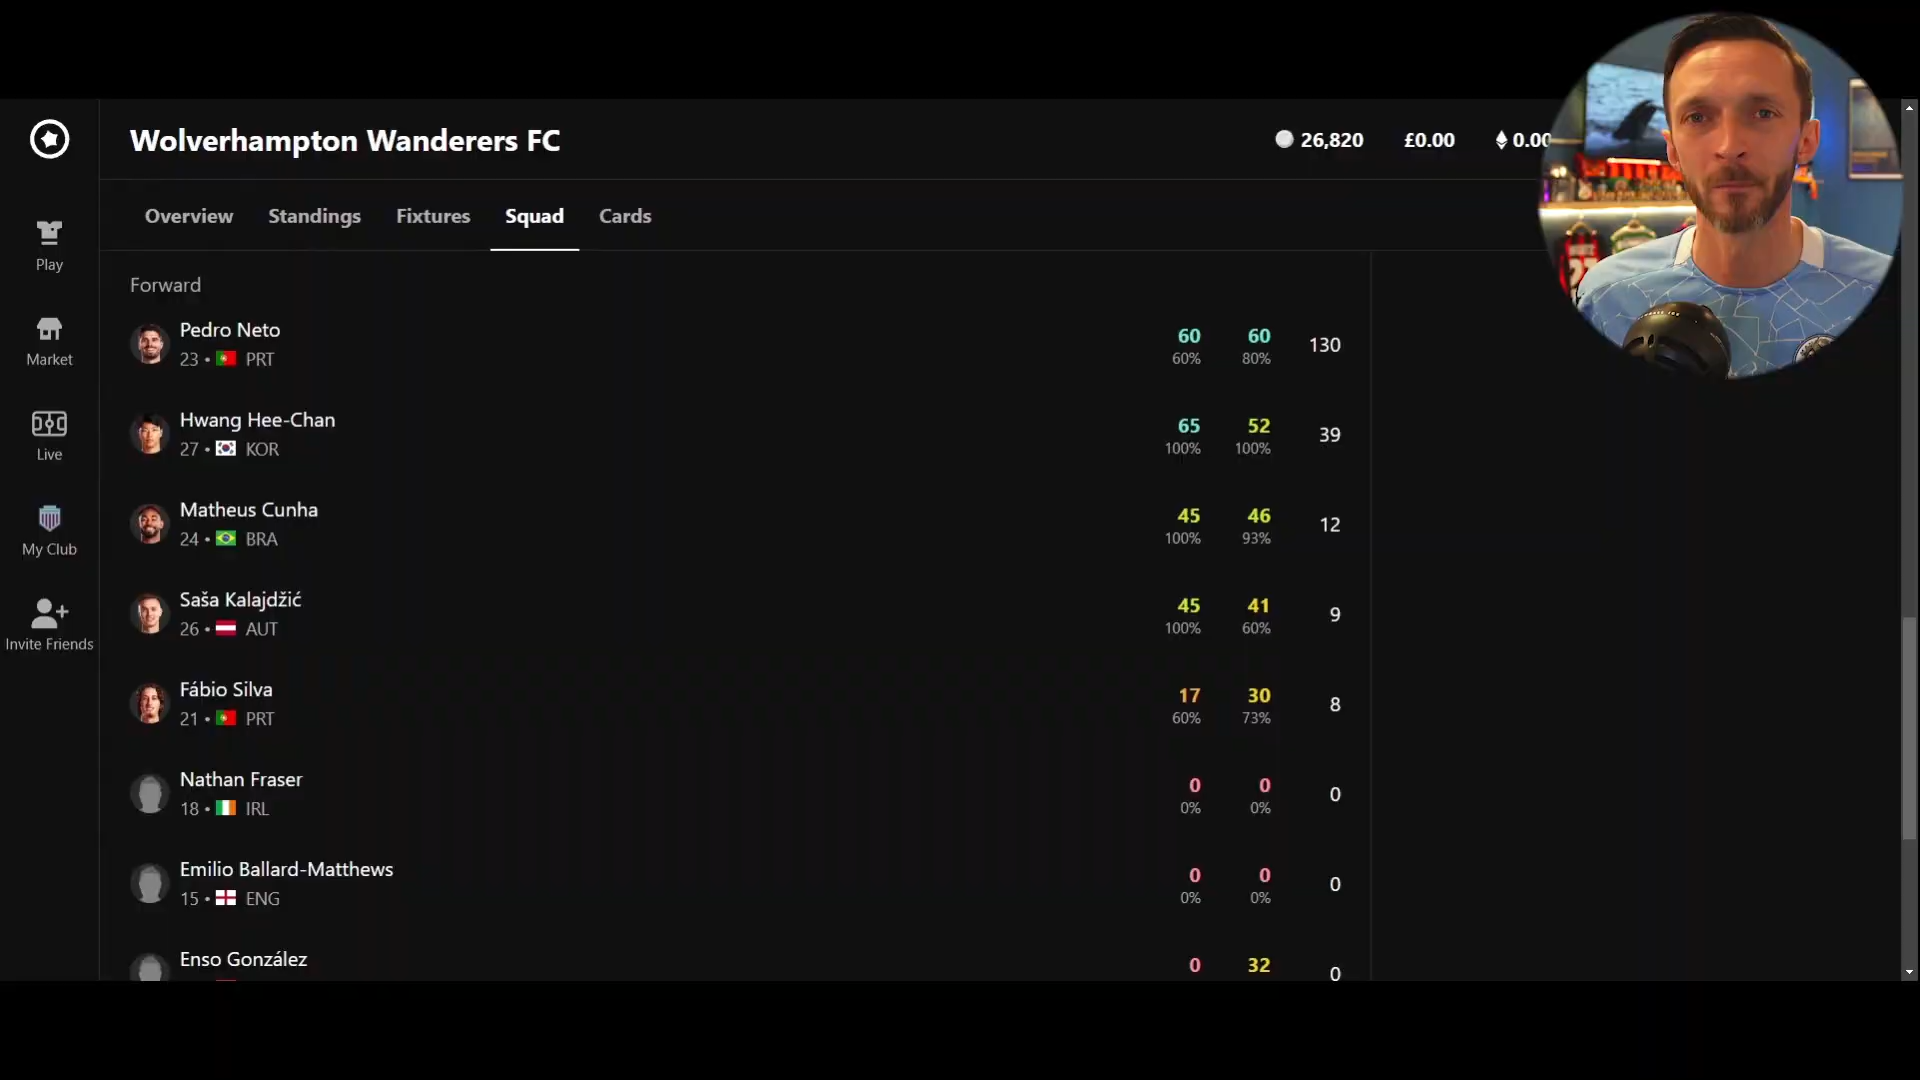 Wolverhampton Wanderers FC
26,820 £0.00 0.00
Overview Standings Fixtures Squad Cards
Play
Market
Live
My Club
Invite Friends
Forward
Pedro Neto
23 • PRT
60 60 130
60% 80%
Hwang Hee-Chan
27 • KOR
65 52 39
100% 100%
Matheus Cunha
24 • BRA
45 46 12
100% 93%
Saša Kalajdžić
26 • AUT
45 41 9
100% 60%
Fábio Silva
21 • PRT
17 30 8
60% 73%
Nathan Fraser
18 • IRL
0 0 0
0% 0%
Emilio Ballard-Matthews
15 • ENG
0 0 0
0% 0%
Enso González
0 32 0